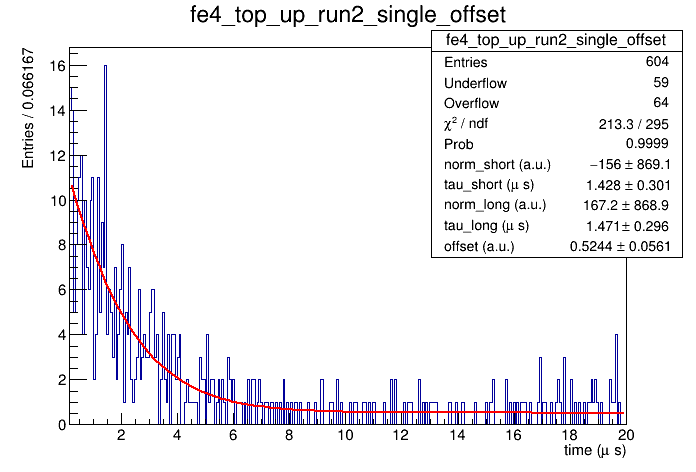 fe4_top_up_run2_single_offset
fe4_top_up_run2_single_offset
Entries 604
Underflow 59
Overflow 64
χ² / ndf 213.3 / 295
Prob 0.9999
norm_short (a.u.) −156 ± 869.1
tau_short (μ s) 1.428 ± 0.301
norm_long (a.u.) 167.2 ± 868.9
tau_long (μ s) 1.471 ± 0.296
offset (a.u.) 0.5244 ± 0.0561
Entries / 0.066167
16
14
12
10
8
6
4
2
0
2 4 6 8 10 12 14 16 18 20
time (μ s)